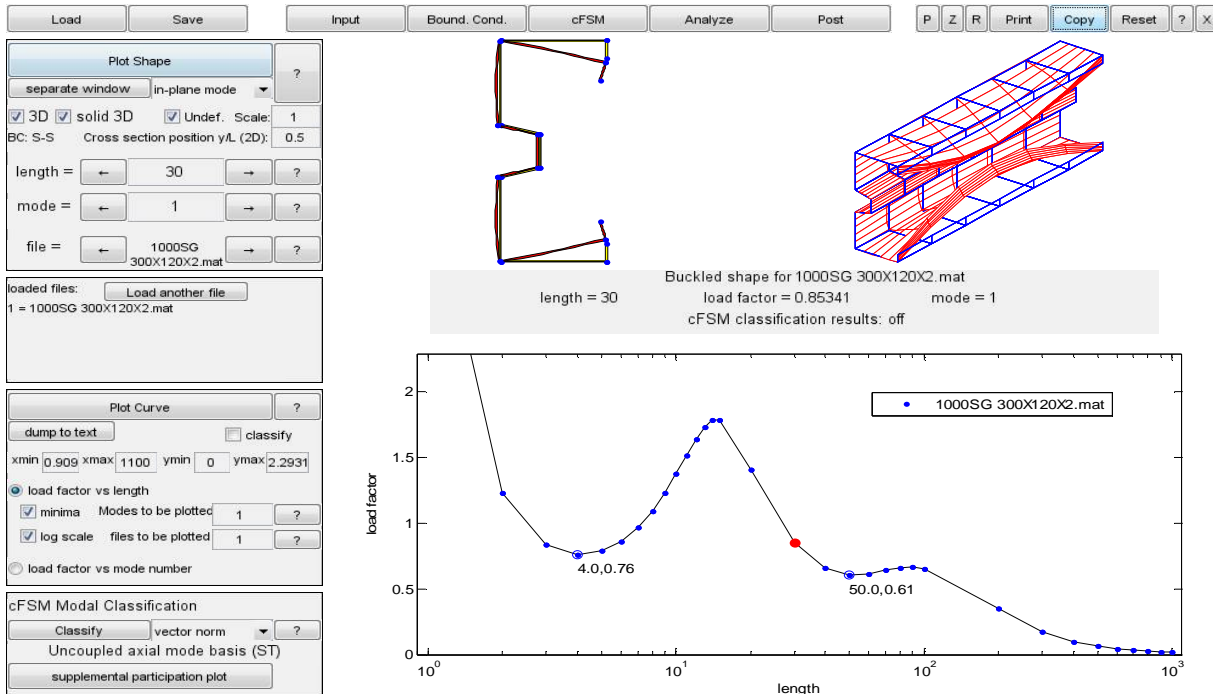 Load Save Input Bound. Cond. cFSM Analyze Post P Z R Print Copy Reset ? X
Plot Shape ?
separate window in-plane mode
3D solid 3D Undef. Scale: 1
BC: S-S Cross section position y/L (2D): 0.5
length = ← 30 → ?
mode = ← 1 → ?
file = ← 1000SG 300X120X2.mat → ?
loaded files: Load another file
1 = 1000SG 300X120X2.mat
Plot Curve ?
dump to text classify
xmin 0.909 xmax 1100 ymin 0 ymax 2.2931
load factor vs length
minima Modes to be plotted 1 ?
log scale files to be plotted 1 ?
load factor vs mode number
cFSM Modal Classification
Classify vector norm ?
Uncoupled axial mode basis (ST)
supplemental participation plot
Buckled shape for 1000SG 300X120X2.mat
length = 30 load factor = 0.85341 mode = 1
cFSM classification results: off
1000SG 300X120X2.mat
load factor
2
1.5
1
0.5
0
4.0,0.76
50.0,0.61
10^0 10^1 10^2 10^3
length